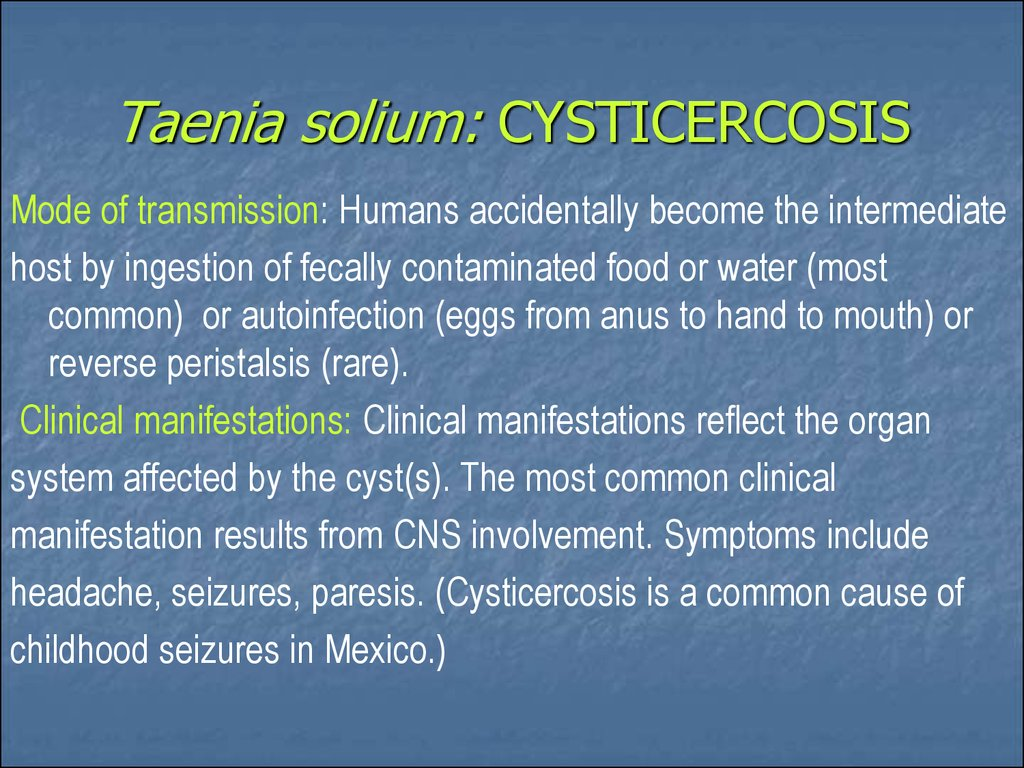 Taenia solium: CYSTICERCOSIS
Mode of transmission: Humans accidentally become the intermediate
host by ingestion of fecally contaminated food or water (most
common) or autoinfection (eggs from anus to hand to mouth) or
reverse peristalsis (rare).
Clinical manifestations: Clinical manifestations reflect the organ
system affected by the cyst(s). The most common clinical
manifestation results from CNS involvement. Symptoms include
headache, seizures, paresis. (Cysticercosis is a common cause of
childhood seizures in Mexico.)